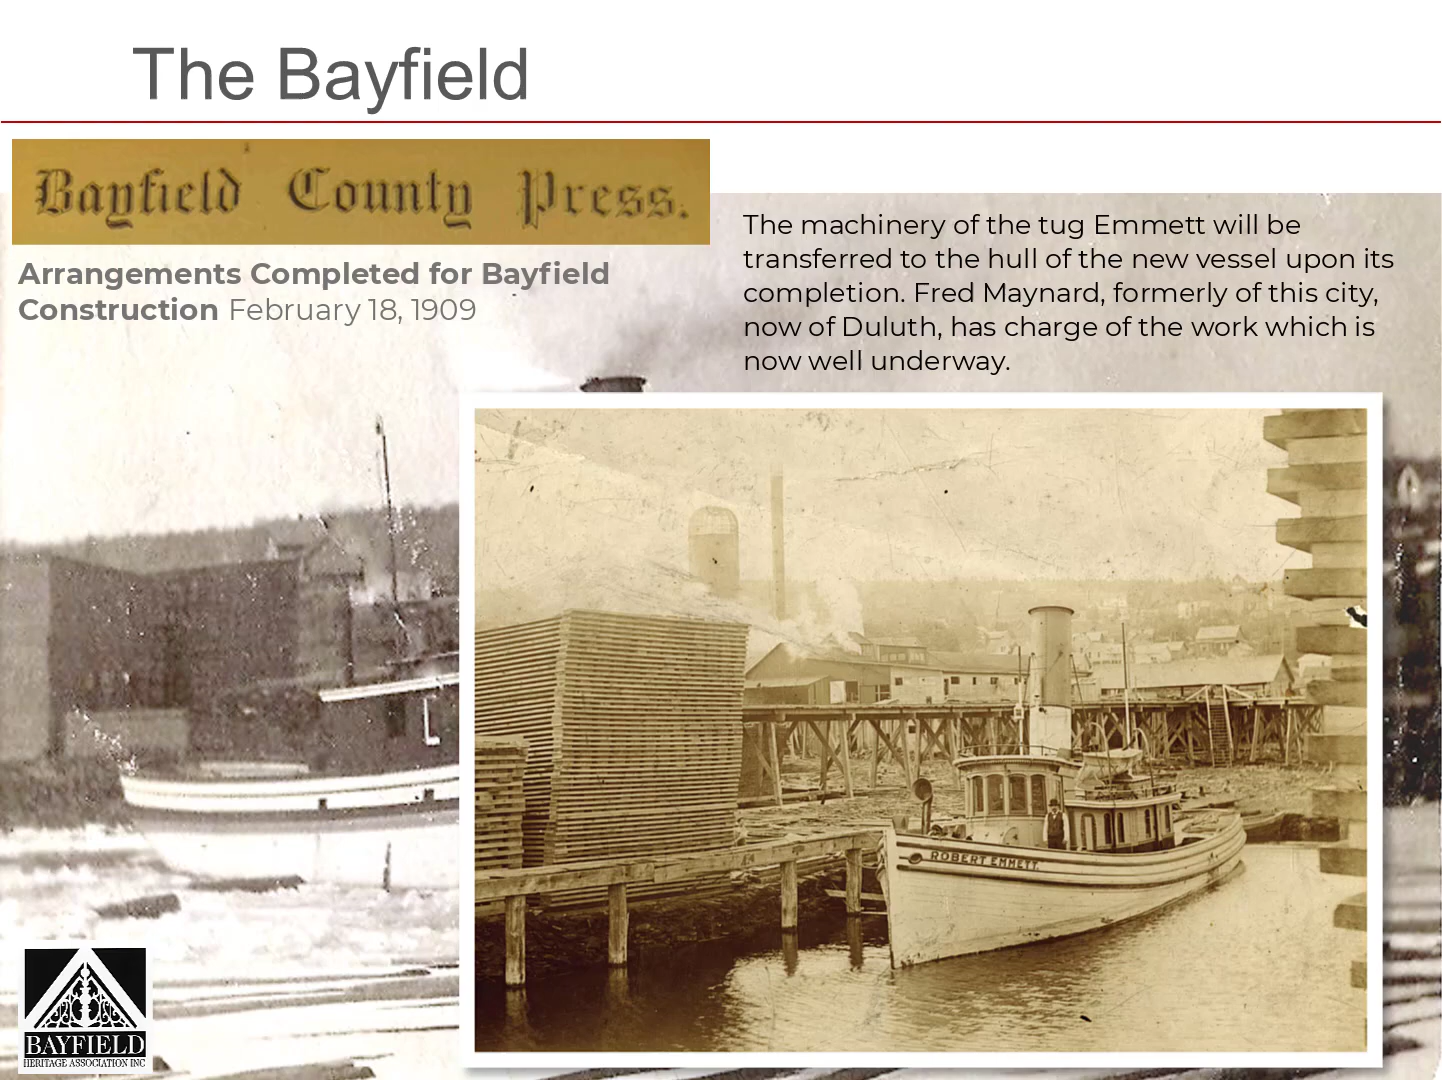 The Bayfield
Bayfield County Press.
Arrangements Completed for Bayfield
Construction February 18, 1909
The machinery of the tug Emmett will be
transferred to the hull of the new vessel upon its
completion. Fred Maynard, formerly of this city,
now of Duluth, has charge of the work which is
now well underway.
ROBERT EMMETT.
BAYFIELD
HERITAGE ASSOCIATION INC